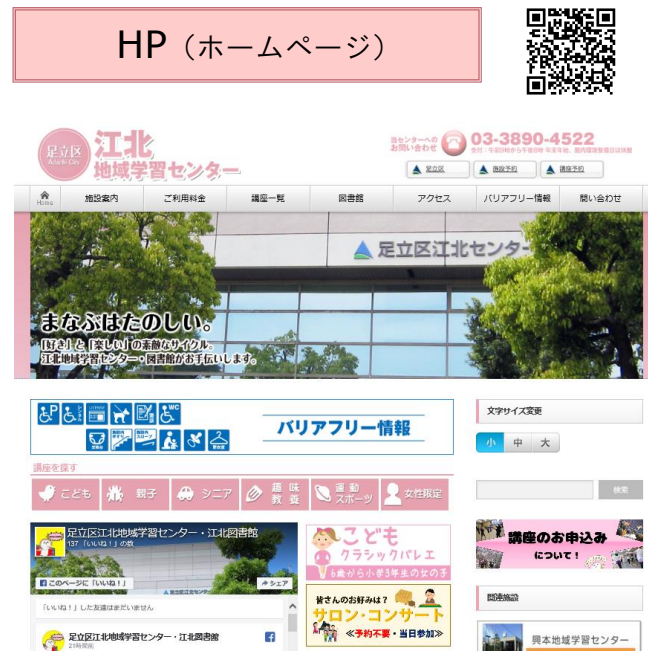 HP（ホームページ）
足立区
Adachi City
江北
地域学習センター
当センターへの
お問い合わせ
03-3890-4522
足立区
施設予約
講座予約
Home
施設案内
ご利用料金
講座一覧
図書館
アクセス
バリアフリー情報
問い合わせ
足立区江北センター
まなぶはたのしい。
「好き」と「楽しい」の素敵なサイクル。
江北地域学習センター・図書館がお手伝いします。
WC
バリアフリー情報
文字サイズ変更
小 中 大
講座を探す
こども
親子
シニア
趣味
教養
運動
スポーツ
女性限定
検索
足立区江北地域学習センター・江北図書館
137 「いいね！」の数
このページに「いいね！」
シェア
「いいね！」した友達はまだいません
足立区江北地域学習センター・江北図書館
21時間前
こども
クラシックバレエ
6歳から小学3年生の女の子
皆さんのお好みは？
サロン・コンサート
≪予約不要・当日参加≫
講座のお申込み
について！
関連施設
興本地域学習センター